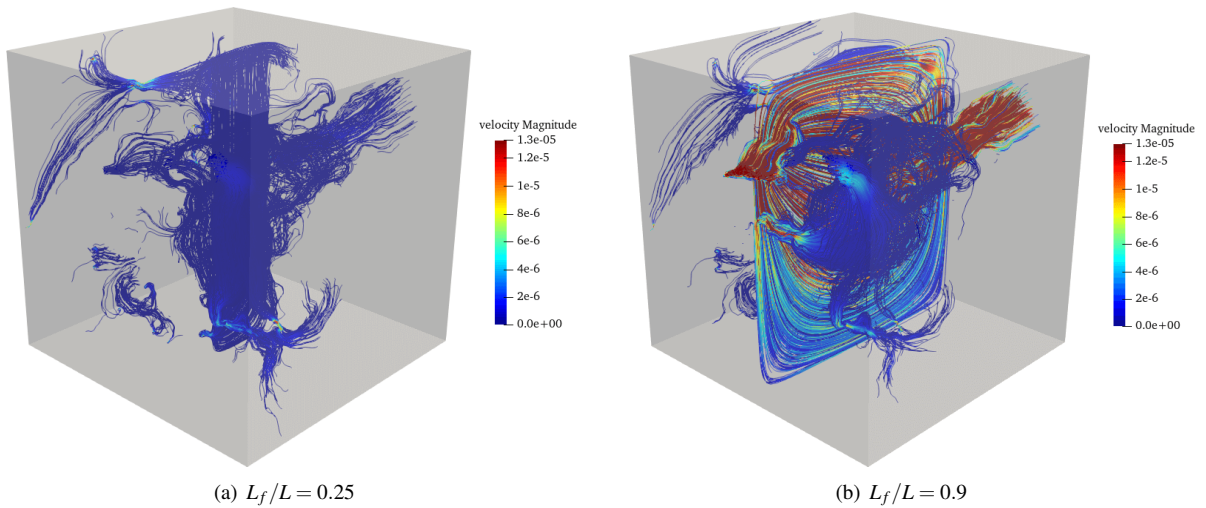 velocity Magnitude
1.3e-05
1.2e-5
1e-5
8e-6
6e-6
4e-6
2e-6
0.0e+00
velocity Magnitude
1.3e-05
1.2e-5
1e-5
8e-6
6e-6
4e-6
2e-6
0.0e+00
(a) L_f/L = 0.25
(b) L_f/L = 0.9